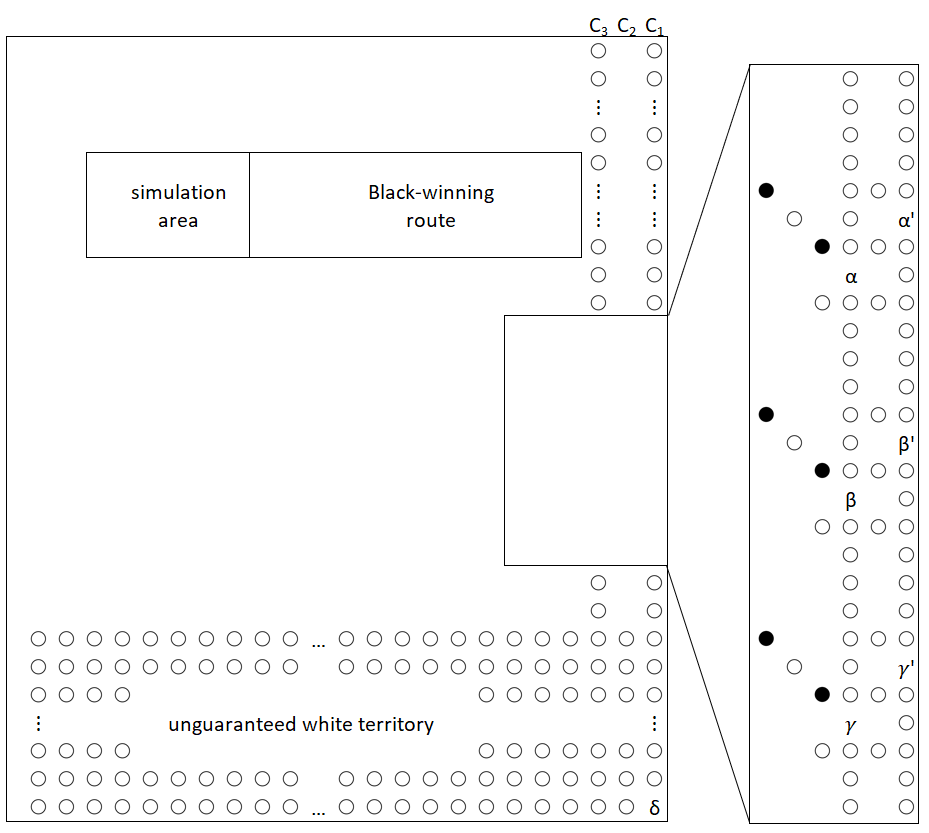 C₃ C₂ C₁
simulation
area
Black-winning
route
α'
α
β'
β
γ'
γ
...
unguaranteed white territory
...
δ